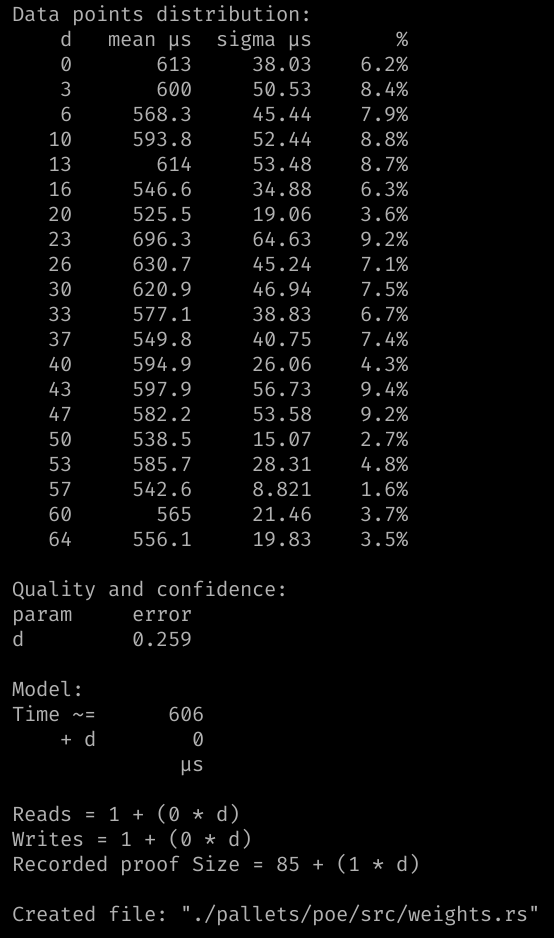 Data points distribution:
    d   mean µs  sigma µs       %
    0       613     38.03    6.2%
    3       600     50.53    8.4%
    6     568.3     45.44    7.9%
   10     593.8     52.44    8.8%
   13       614     53.48    8.7%
   16     546.6     34.88    6.3%
   20     525.5     19.06    3.6%
   23     696.3     64.63    9.2%
   26     630.7     45.24    7.1%
   30     620.9     46.94    7.5%
   33     577.1     38.83    6.7%
   37     549.8     40.75    7.4%
   40     594.9     26.06    4.3%
   43     597.9     56.73    9.4%
   47     582.2     53.58    9.2%
   50     538.5     15.07    2.7%
   53     585.7     28.31    4.8%
   57     542.6     8.821    1.6%
   60       565     21.46    3.7%
   64     556.1     19.83    3.5%

Quality and confidence:
param     error
d         0.259

Model:
Time ~=      606
    + d        0
              µs

Reads = 1 + (0 * d)
Writes = 1 + (0 * d)
Recorded proof Size = 85 + (1 * d)

Created file: "./pallets/poe/src/weights.rs"